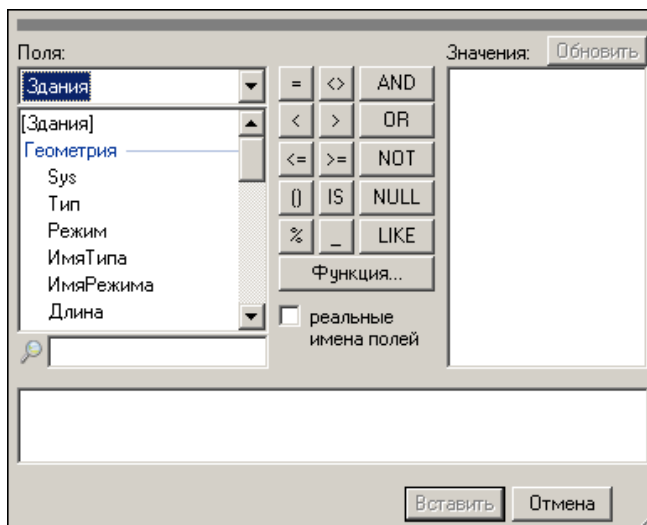 Поля:
Значения:
Обновить
Здания
[Здания]
Геометрия
Sys
Тип
Режим
ИмяТипа
ИмяРежима
Длина
= <> AND
< > OR
<= >= NOT
() IS NULL
% _ LIKE
Функция...
реальные
имена полей
Вставить
Отмена